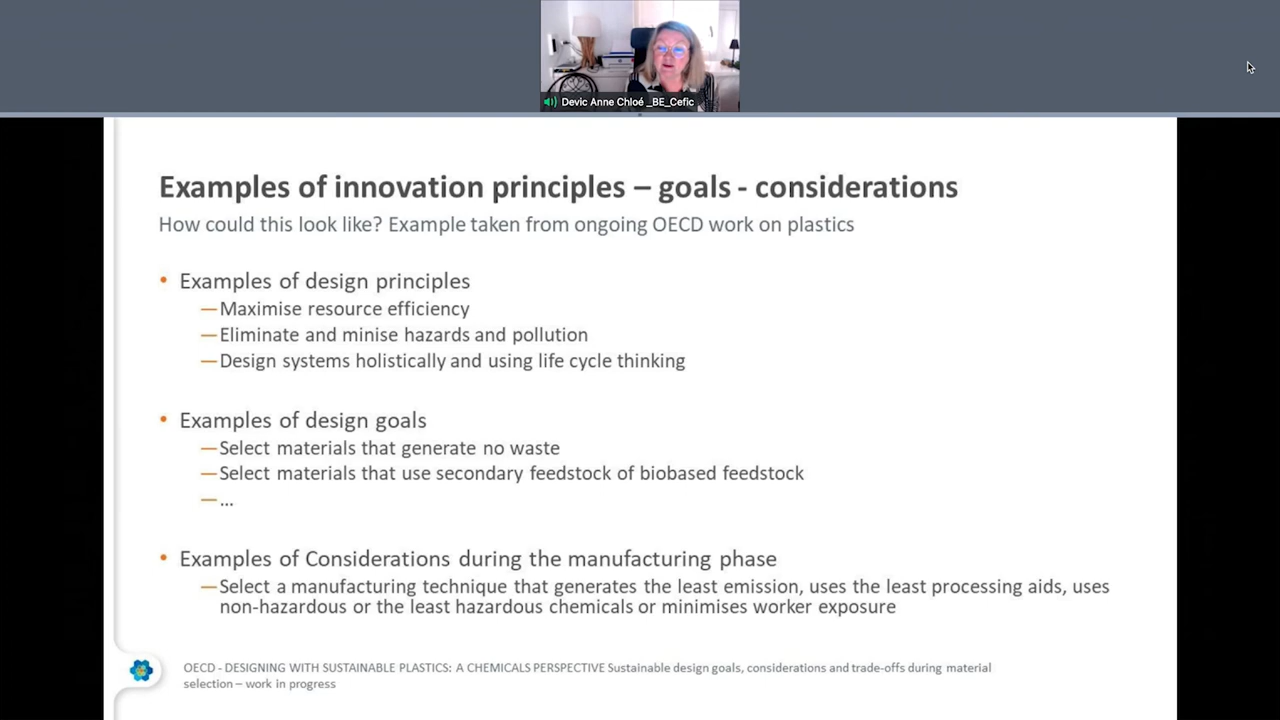 Devic Anne Chloé _BE_Cefic
Examples of innovation principles – goals - considerations
How could this look like? Example taken from ongoing OECD work on plastics
• Examples of design principles
—Maximise resource efficiency
—Eliminate and minise hazards and pollution
—Design systems holistically and using life cycle thinking
• Examples of design goals
—Select materials that generate no waste
—Select materials that use secondary feedstock of biobased feedstock
—...
• Examples of Considerations during the manufacturing phase
—Select a manufacturing technique that generates the least emission, uses the least processing aids, uses
non-hazardous or the least hazardous chemicals or minimises worker exposure
OECD - DESIGNING WITH SUSTAINABLE PLASTICS: A CHEMICALS PERSPECTIVE Sustainable design goals, considerations and trade-offs during material
selection – work in progress